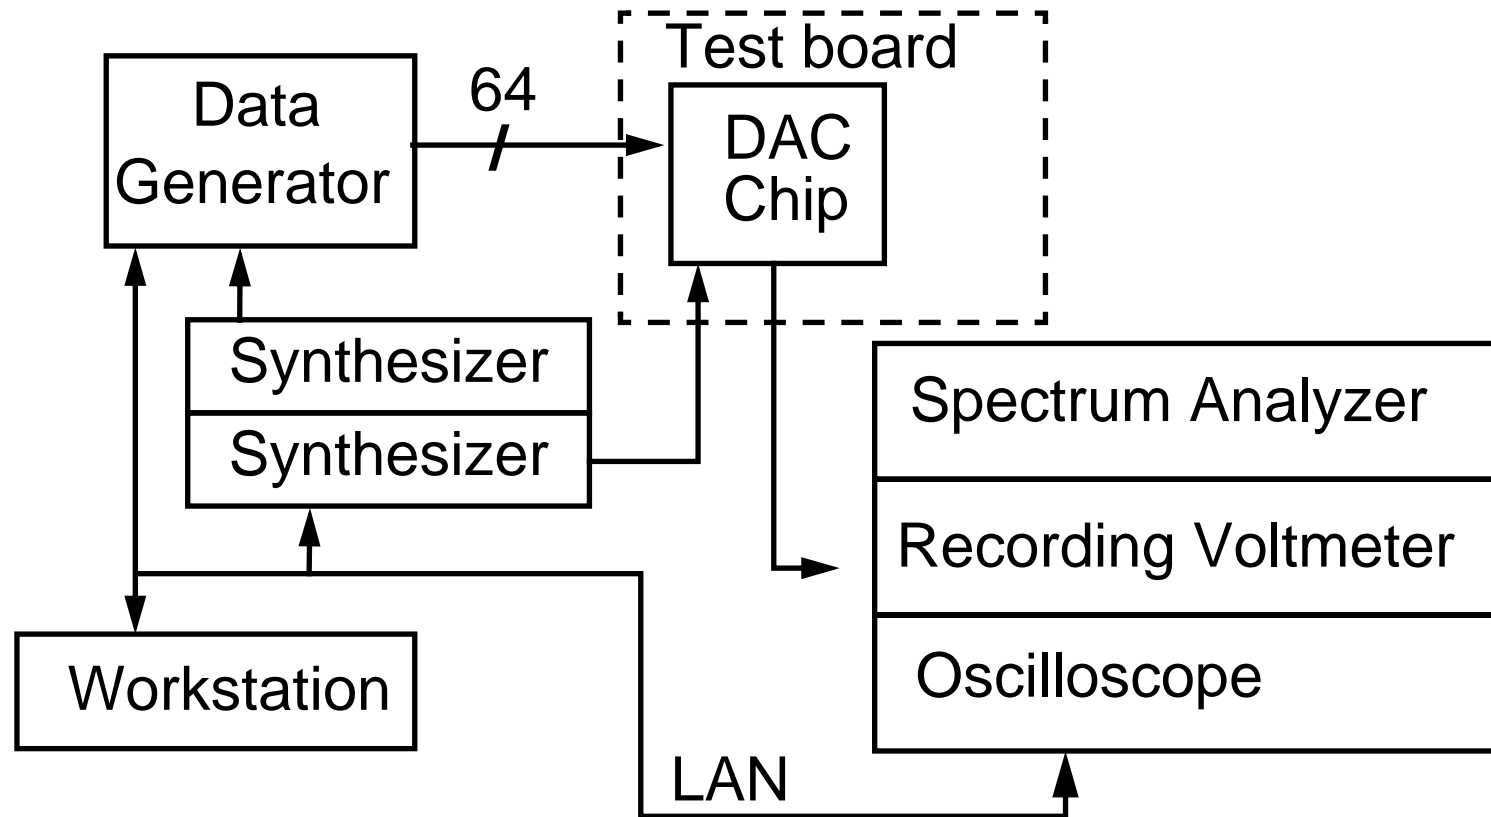 Test board
Data
Generator
64
DAC
Chip
Synthesizer
Synthesizer
Spectrum Analyzer
Recording Voltmeter
Oscilloscope
Workstation
LAN